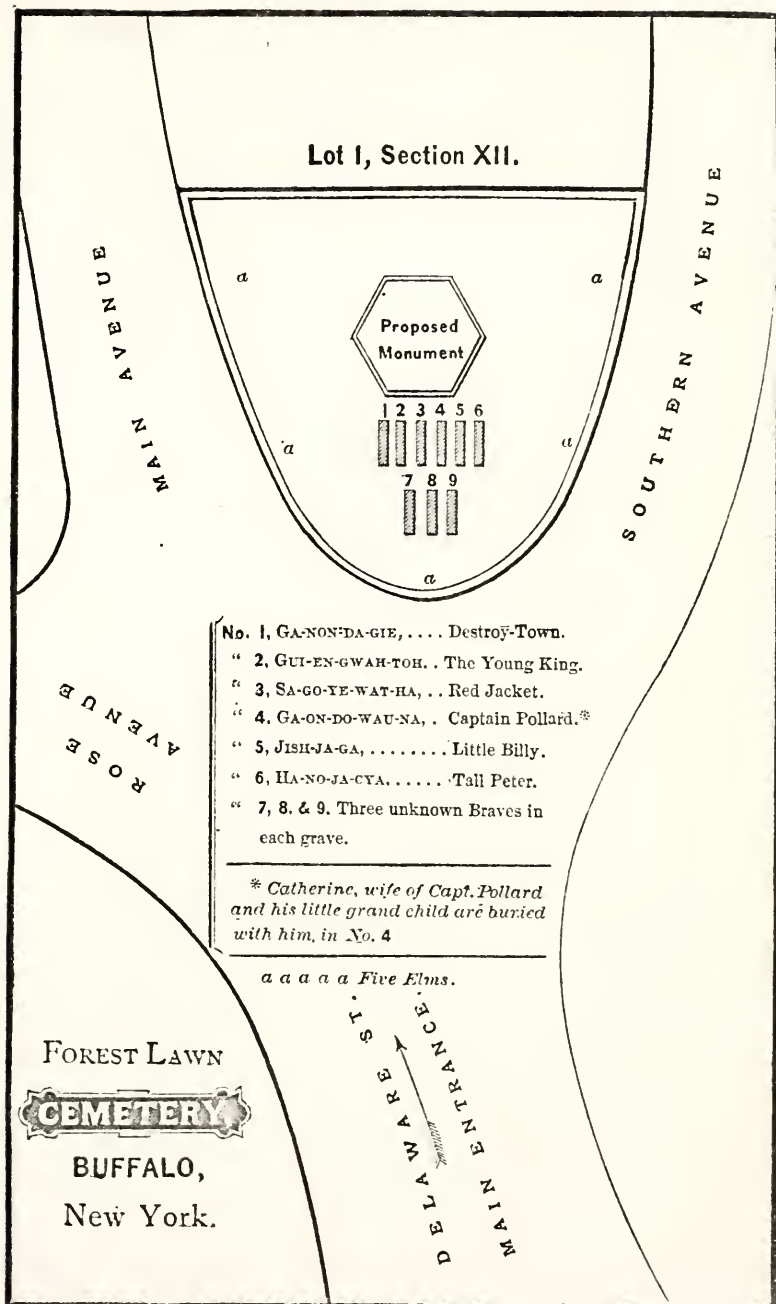 Lot 1, Section XII.
MAIN AVENUE
SOUTHERN AVENUE
a
a
Proposed
Monument
1 2 3 4 5 6
a
a
7 8 9
a
No. 1, GA-NON-DA-GIE, .... Destroy-Town.
“ 2, GUI-EN-GWAH-TOH. . The Young King.
“ 3, SA-GO-YE-WAT-HA, . . Red Jacket.
“ 4. GA-ON-DO-WAU-NA, . Captain Pollard.*
“ 5, JISH-JA-GA, ........ Little Billy.
“ 6, HA-NO-JA-CYA...... Tall Peter.
“ 7, 8. & 9. Three unknown Braves in
each grave.
* Catherine, wife of Capt. Pollard
and his little grand child are buried
with him, in No. 4
a a a a a Five Elms.
ROSE
AVENUE
DELAWARE ST.
MAIN ENTRANCE.
FOREST LAWN
CEMETERY
BUFFALO,
New York.